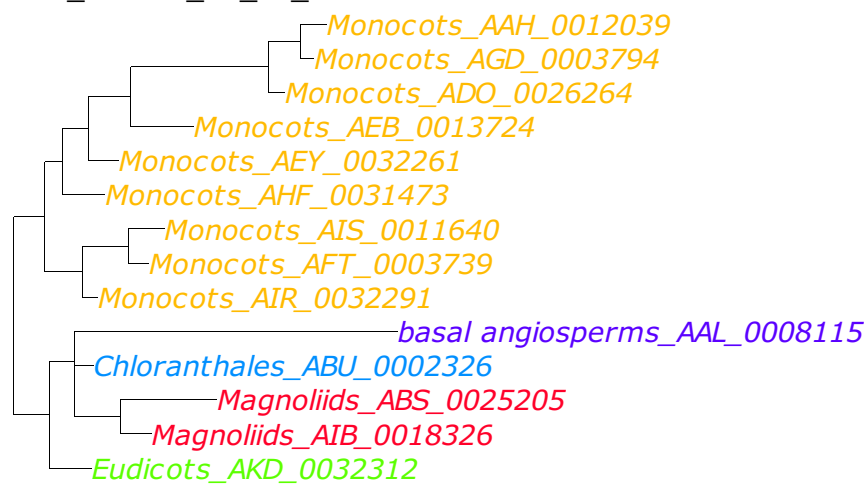 Monocots_AAH_0012039
Monocots_AGD_0003794
Monocots_ADO_0026264
Monocots_AEB_0013724
Monocots_AEY_0032261
Monocots_AHF_0031473
Monocots_AIS_0011640
Monocots_AFT_0003739
Monocots_AIR_0032291
basal angiosperms_AAL_0008115
Chloranthales_ABU_0002326
Magnoliids_ABS_0025205
Magnoliids_AIB_0018326
Eudicots_AKD_0032312